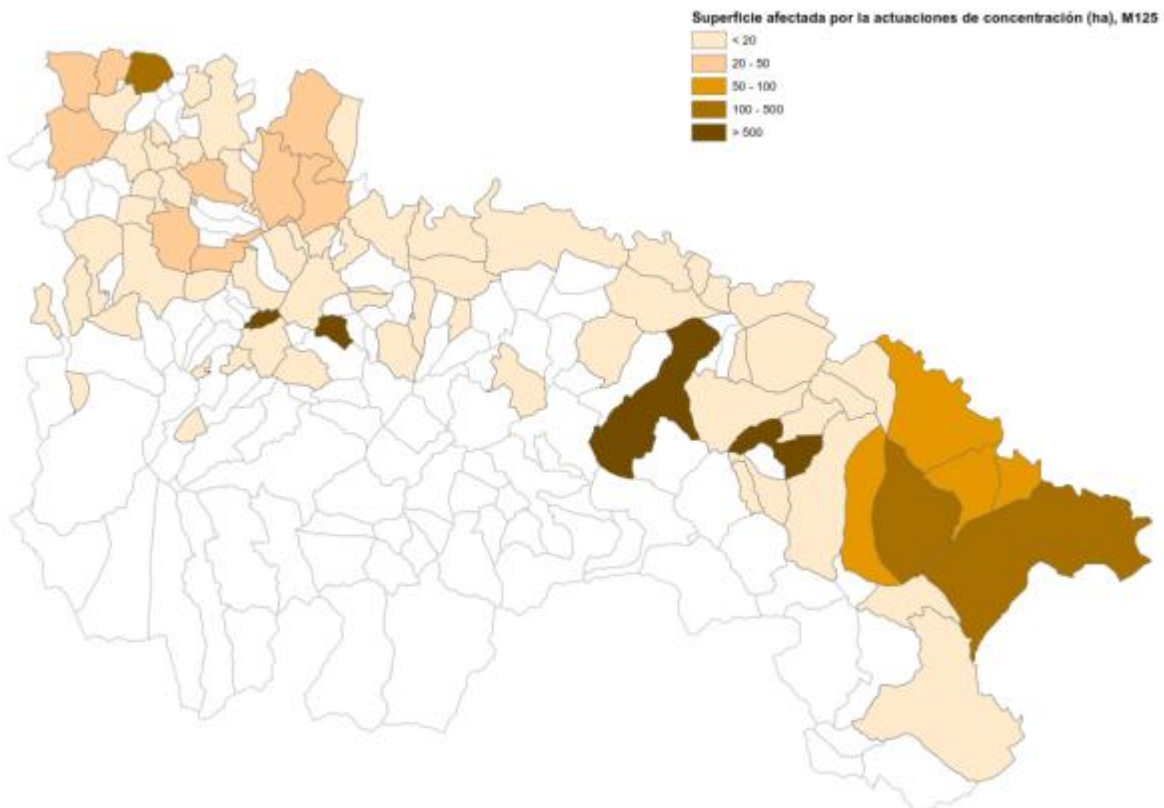 Superficie afectada por la actuaciones de concentración (ha), M125
< 20
20 - 50
50 - 100
100 - 500
> 500